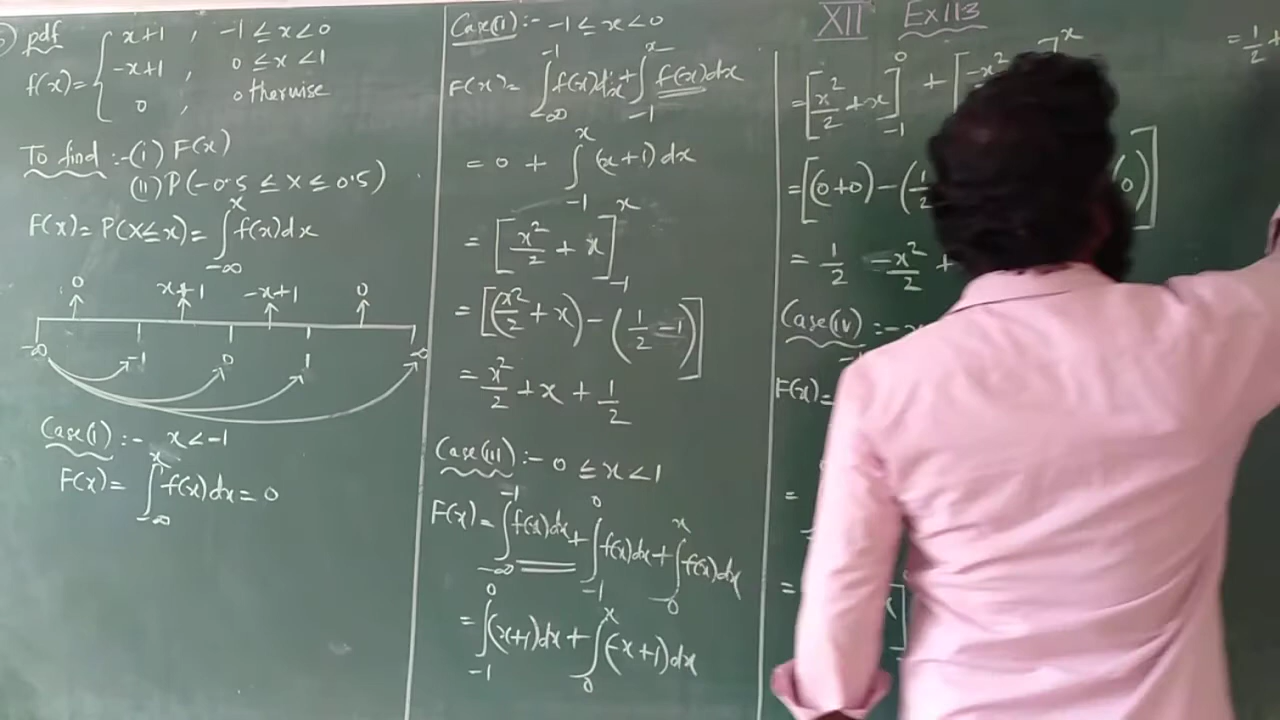 pdf
f(x) = { x+1 , -1 ≤ x < 0
-x+1 , 0 ≤ x < 1
0 , otherwise
To find :- (i) F(x)
(ii) P(-0.5 ≤ X ≤ 0.5)
F(x) = P(X ≤ x) = ∫_{-∞}^{x} f(x)dx
0 x+1 -x+1 0
-∞ -1 0 1 -∞
Case(i) :- x < -1
F(x) = ∫_{-∞}^{x} f(x)dx = 0
Case(ii) :- -1 ≤ x < 0
F(x) = ∫_{-∞}^{-1} f(x)dx + ∫_{-1}^{x} f(x)dx
= 0 + ∫_{-1}^{x} (x+1)dx
= [x²/2 + x]_{-1}^{x}
= [(x²/2 + x) - (1/2 - 1)]
= x²/2 + x + 1/2
Case(iii) :- 0 ≤ x < 1
F(x) = ∫_{-∞}^{-1} f(x)dx + ∫_{-1}^{0} f(x)dx + ∫_{0}^{x} f(x)dx
= ∫_{-1}^{0} (x+1)dx + ∫_{0}^{x} (-x+1)dx
XII Ex 11.3
= [x²/2 + x]_{-1}^{0} + [-x² ]^{x}
= [(0+0) - (1/2 (0)]
= 1/2 - x²/2 +
Case(iv) :-
F(x) =
=
=
= 1/2 +